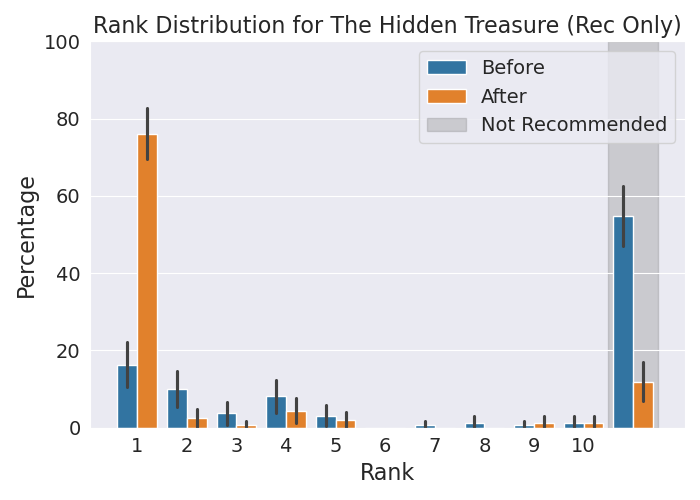 Rank Distribution for The Hidden Treasure (Rec Only)
100
80
60
40
20
0
Percentage
Before
After
Not Recommended
1 2 3 4 5 6 7 8 9 10
Rank